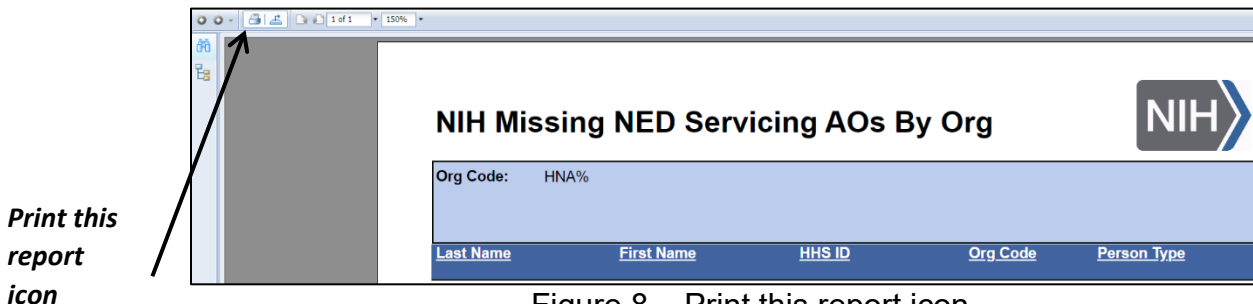 1 of 1 150%
NIH Missing NED Servicing AOs By Org
NIH
Org Code: HNA%
Last Name First Name HHS ID Org Code Person Type
Print this
report
icon
Figure 8 – Print this report icon